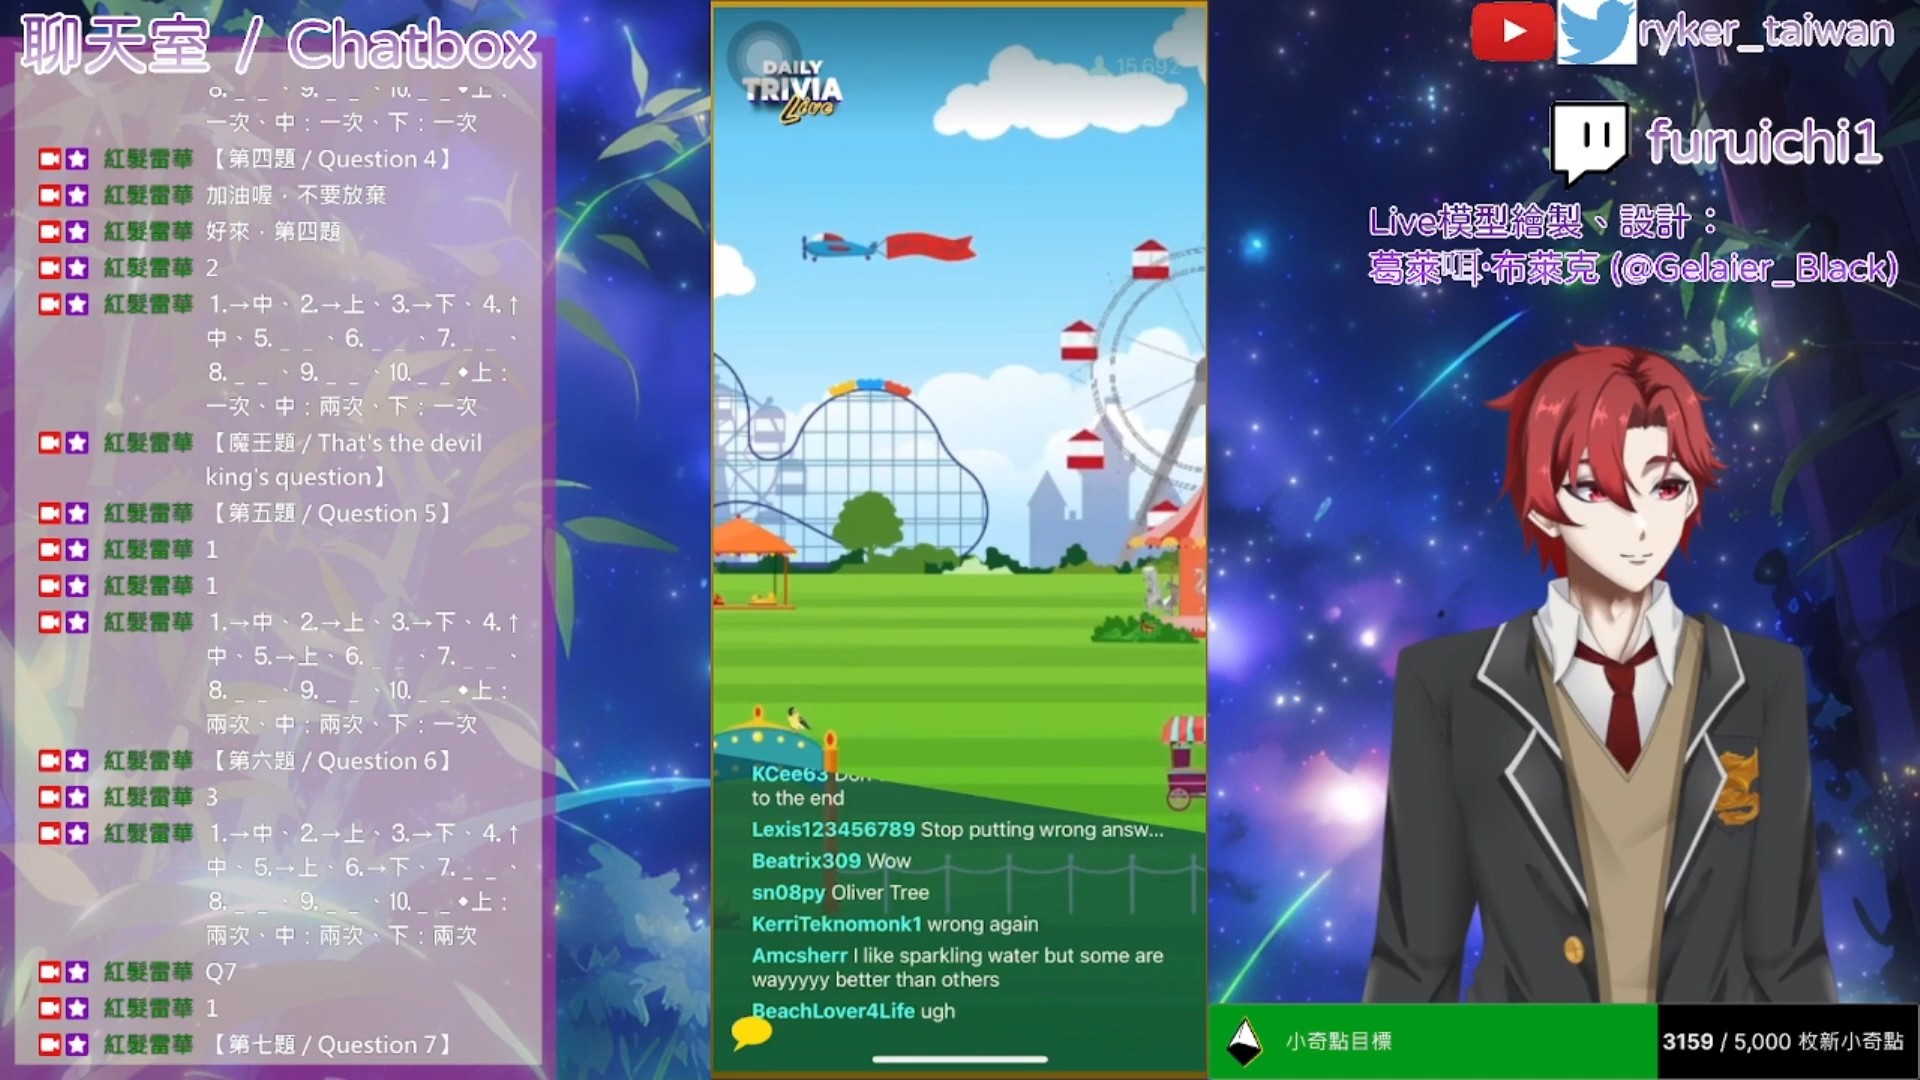 聊天室 / Chatbox
8. _ _ 、9. _ _ 、10. _ _ ◆上：
一次、中：一次、下：一次
紅髮雷華 【第四題 / Question 4】
紅髮雷華 加油喔，不要放棄
紅髮雷華 好來，第四題
紅髮雷華 2
紅髮雷華 1.→中、2.→上、3.→下、4.↑
中、5. _ _ 、6. _ _ 、7. _ _ 、
8. _ _ 、9. _ _ 、10. _ _ ◆上：
一次、中：兩次、下：一次
紅髮雷華 【魔王題 / That's the devil
king's question】
紅髮雷華 【第五題 / Question 5】
紅髮雷華 1
紅髮雷華 1
紅髮雷華 1.→中、2.→上、3.→下、4.↑
中、5.→上、6. _ _ 、7. _ _ 、
8. _ _ 、9. _ _ 、10. _ _ ◆上：
兩次、中：兩次、下：一次
紅髮雷華 【第六題 / Question 6】
紅髮雷華 3
紅髮雷華 1.→中、2.→上、3.→下、4.↑
中、5.→上、6.→下、7. _ _ 、
8. _ _ 、9. _ _ 、10. _ _ ◆上：
兩次、中：兩次、下：兩次
紅髮雷華 Q7
紅髮雷華 1
紅髮雷華 【第七題 / Question 7】
DAILY
TRIVIA
Live
15,692
KCee63
to the end
Lexis123456789 Stop putting wrong answ...
Beatrix309 Wow
sn08py Oliver Tree
KerriTeknomonk1 wrong again
Amcsherr I like sparkling water but some are
wayyyyy better than others
BeachLover4Life ugh
ryker_taiwan
furuichi1
Live模型繪製、設計：
葛萊咡·布萊克 (@Gelaier_Black)
小奇點目標
3159 / 5,000 枚新小奇點